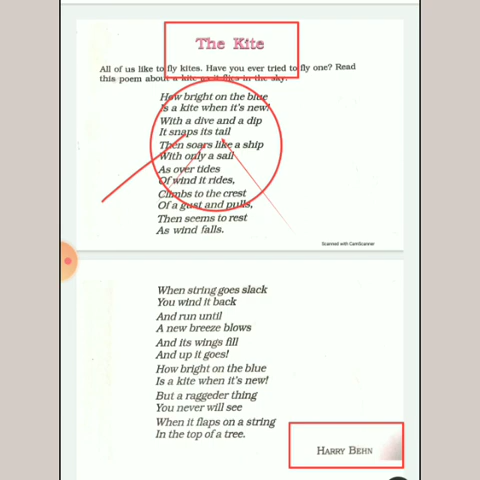 The Kite
All of us like to fly kites. Have you ever tried to fly one? Read
this poem about a kite as it flies in the sky.
How bright on the blue
Is a kite when it's new!
With a dive and a dip
It snaps its tail
Then soars like a ship
With only a sail
As over tides
Of wind it rides,
Climbs to the crest
Of a gust and pulls,
Then seems to rest
As wind falls.
Scanned with CamScanner
When string goes slack
You wind it back
And run until
A new breeze blows
And its wings fill
And up it goes!
How bright on the blue
Is a kite when it's new!
But a raggeder thing
You never will see
When it flaps on a string
In the top of a tree.
HARRY BEHN